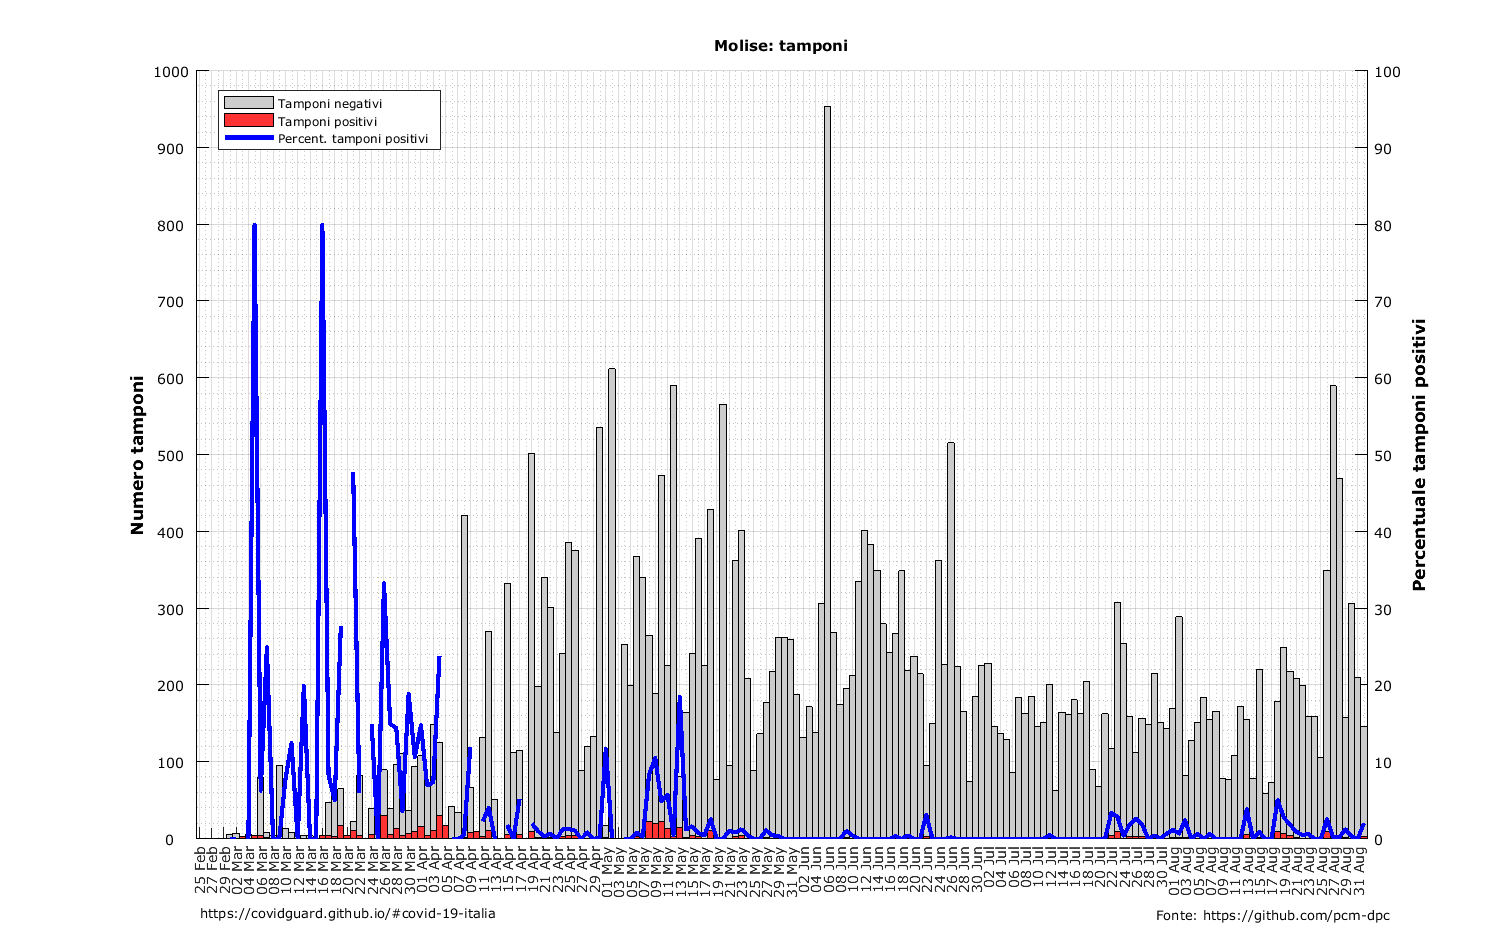 Molise: tamponi
Tamponi negativi
Tamponi positivi
Percent. tamponi positivi
Numero tamponi
1000
900
800
700
600
500
400
300
200
100
0
100
90
80
70
60
50
40
30
20
10
0
Percentuale tamponi positivi
25 Feb
27 Feb
29 Feb
02 Mar
04 Mar
06 Mar
08 Mar
10 Mar
12 Mar
14 Mar
16 Mar
18 Mar
20 Mar
22 Mar
24 Mar
26 Mar
28 Mar
30 Mar
01 Apr
03 Apr
05 Apr
07 Apr
09 Apr
11 Apr
13 Apr
15 Apr
17 Apr
19 Apr
21 Apr
23 Apr
25 Apr
27 Apr
29 Apr
01 May
03 May
05 May
07 May
09 May
11 May
13 May
15 May
17 May
19 May
21 May
23 May
25 May
27 May
29 May
31 May
02 Jun
04 Jun
06 Jun
08 Jun
10 Jun
12 Jun
14 Jun
16 Jun
18 Jun
20 Jun
22 Jun
24 Jun
26 Jun
28 Jun
30 Jun
02 Jul
04 Jul
06 Jul
08 Jul
10 Jul
12 Jul
14 Jul
16 Jul
18 Jul
20 Jul
22 Jul
24 Jul
26 Jul
28 Jul
30 Jul
01 Aug
03 Aug
05 Aug
07 Aug
09 Aug
11 Aug
13 Aug
15 Aug
17 Aug
19 Aug
21 Aug
23 Aug
25 Aug
27 Aug
29 Aug
31 Aug
https://covidguard.github.io/#covid-19-italia
Fonte: https://github.com/pcm-dpc